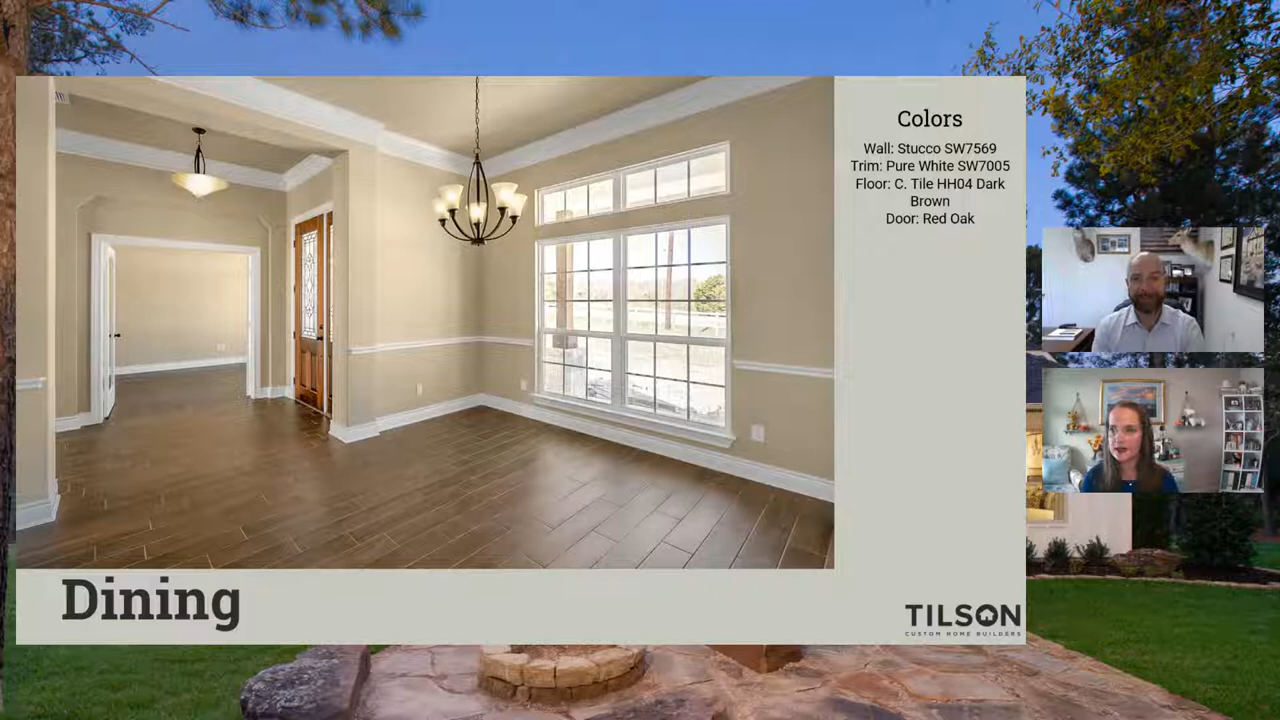 Colors
Wall: Stucco SW7569
Trim: Pure White SW7005
Floor: C. Tile HH04 Dark
Brown
Door: Red Oak
Dining
TILSON
CUSTOM HOME BUILDERS